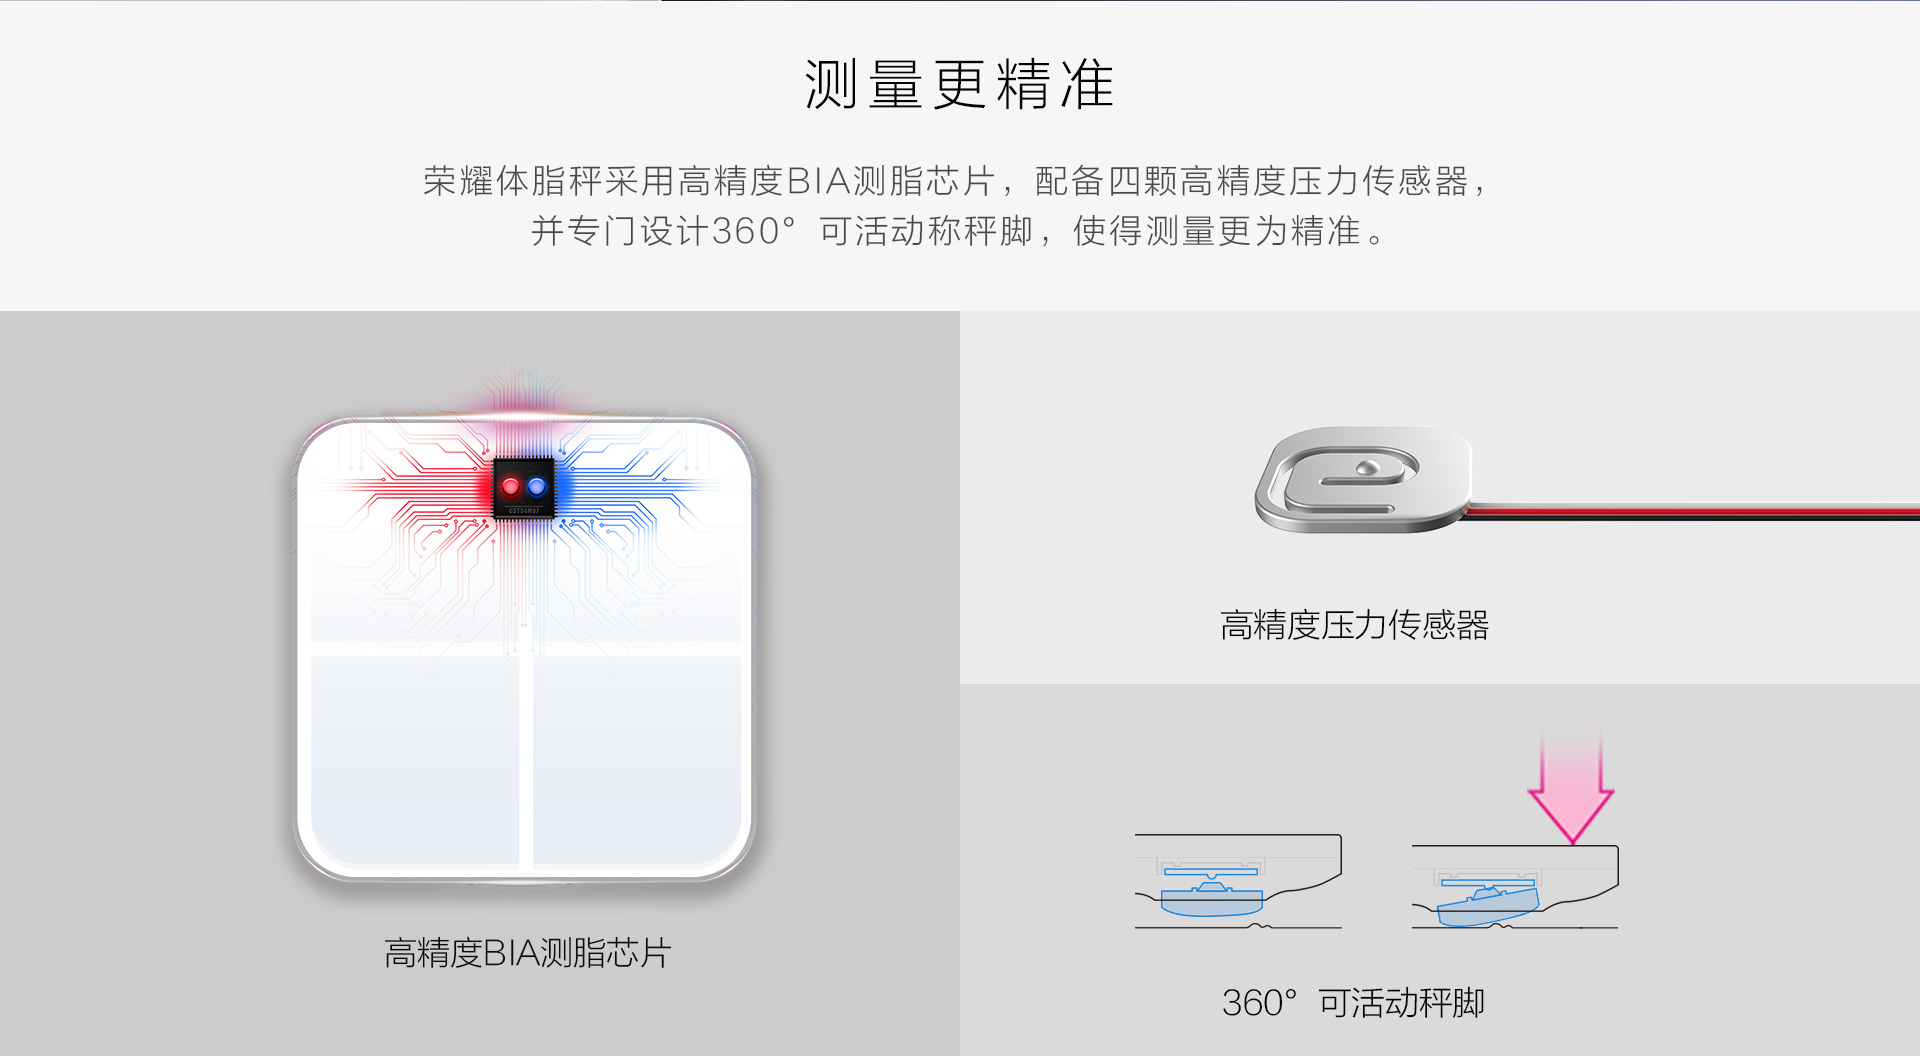 测量更精准
荣耀体脂秤采用高精度BIA测脂芯片，配备四颗高精度压力传感器，
并专门设计360°可活动称秤脚，使得测量更为精准。
高精度BIA测脂芯片
高精度压力传感器
360°可活动秤脚